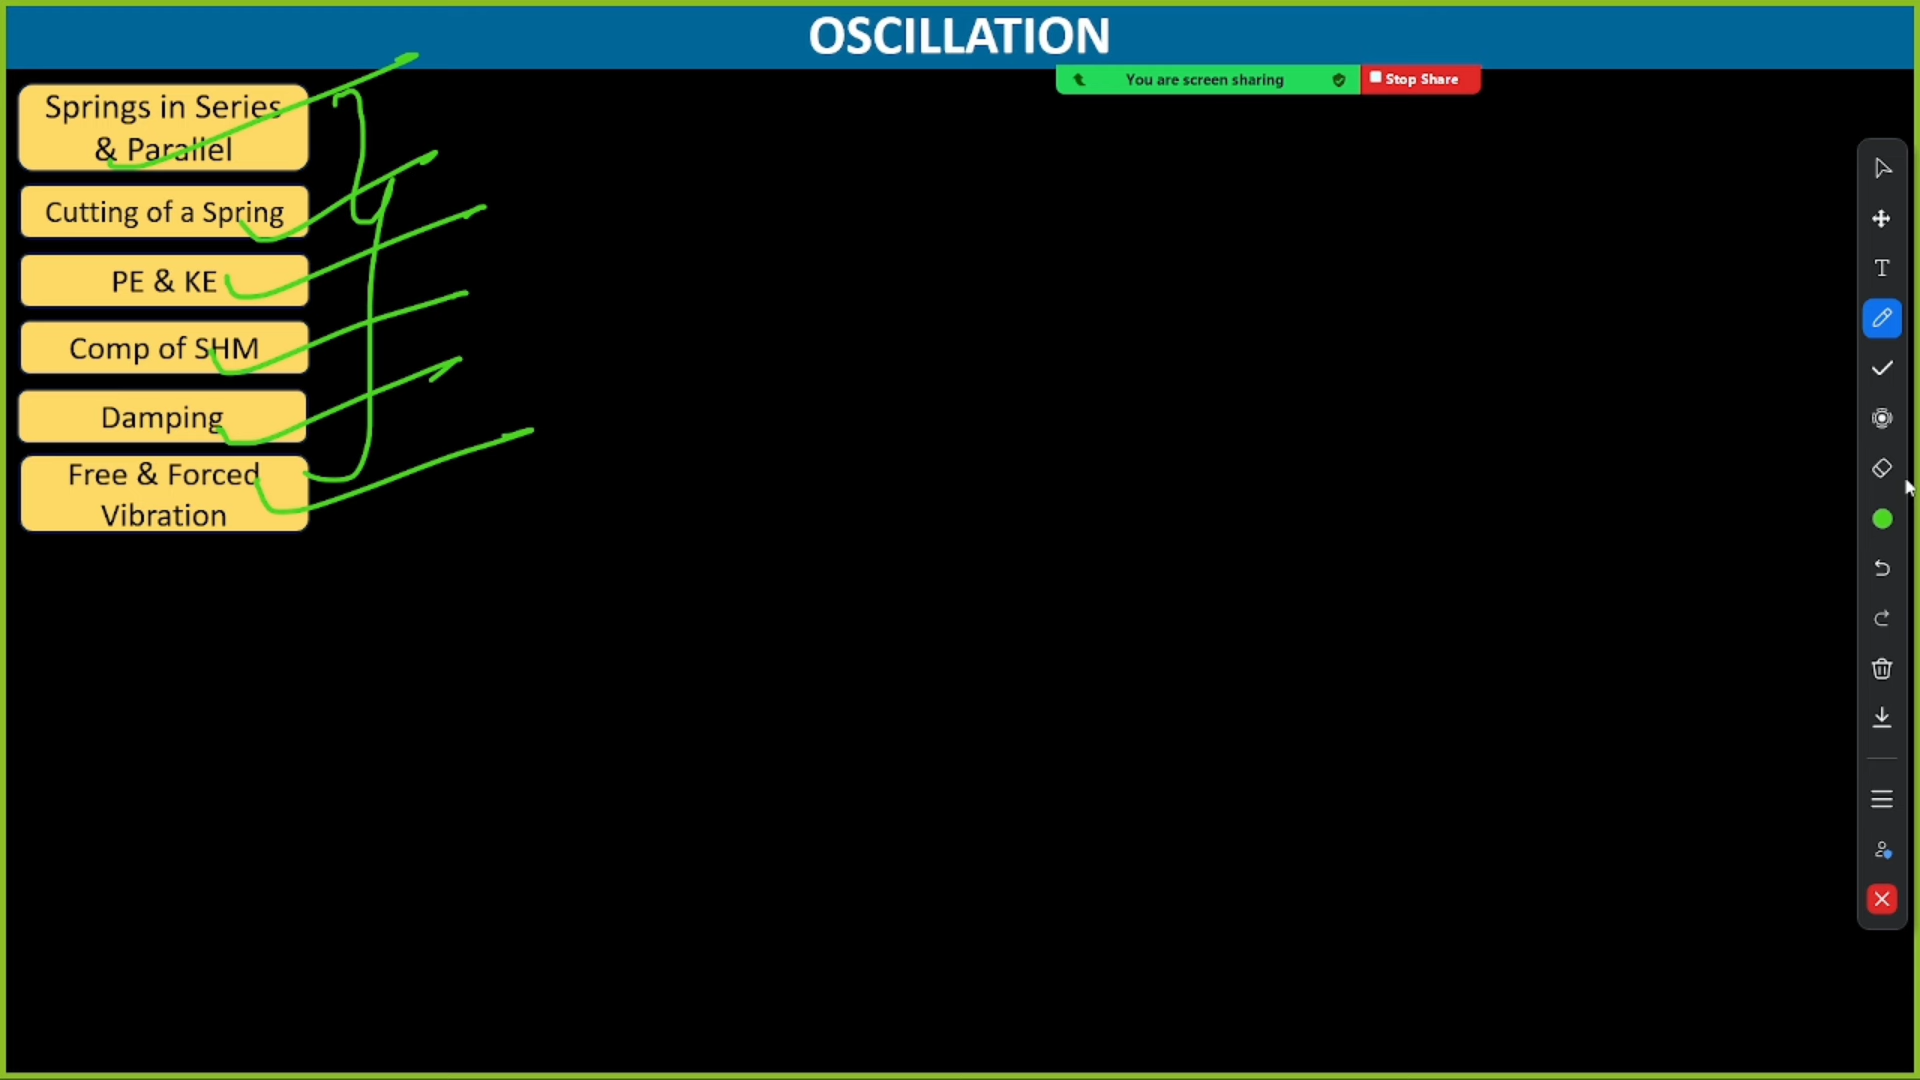 OSCILLATION
You are screen sharing
Stop Share
Springs in Series
& Parallel
Cutting of a Spring
PE & KE
Comp of SHM
Damping
Free & Forced
Vibration